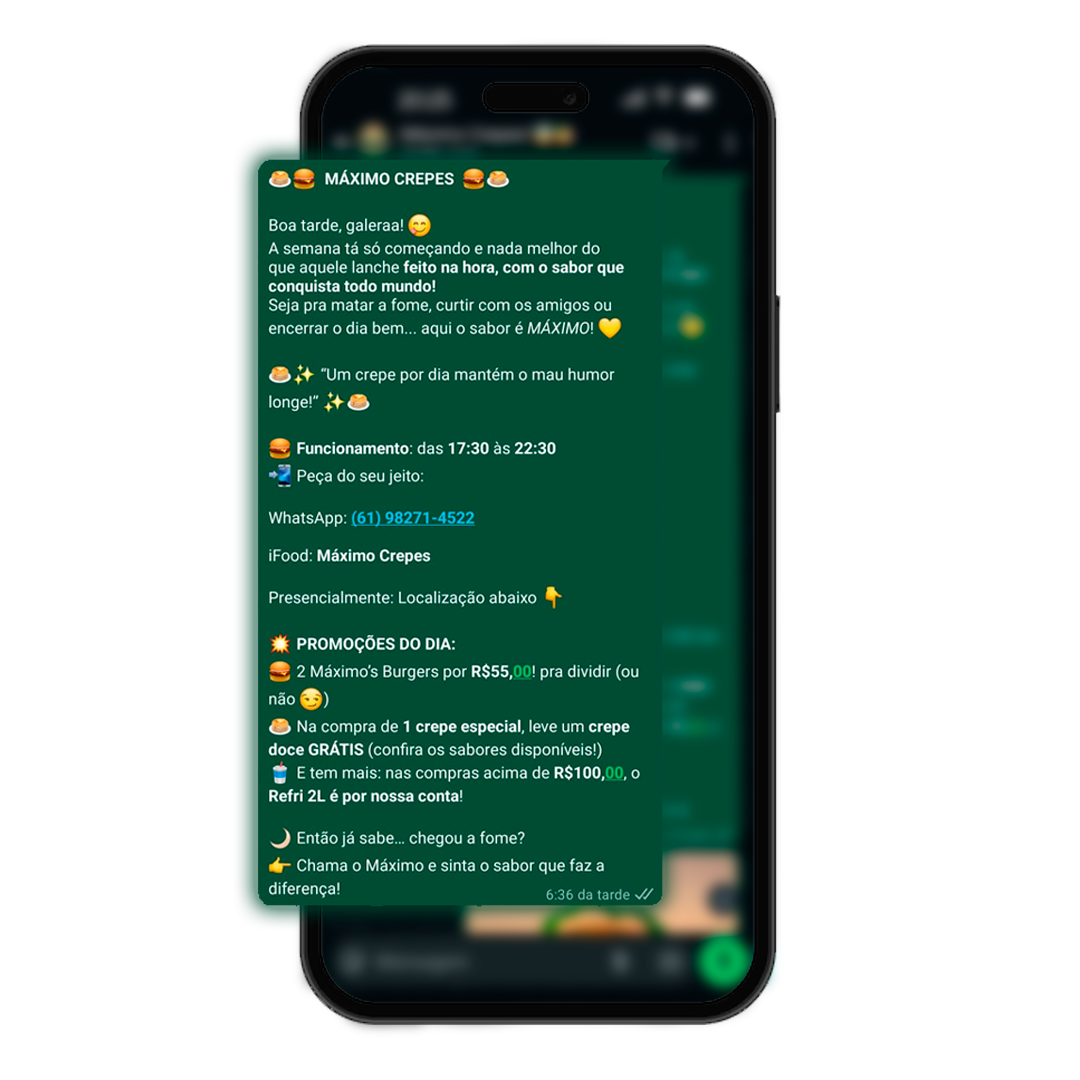 🥞🍔 MÁXIMO CREPES 🍔🥞
Boa tarde, galeraa! 😋
A semana tá só começando e nada melhor do
que aquele lanche feito na hora, com o sabor que
conquista todo mundo!
Seja pra matar a fome, curtir com os amigos ou
encerrar o dia bem... aqui o sabor é MÁXIMO! 💛
🥞✨ “Um crepe por dia mantém o mau humor
longe!” ✨🥞
🍔 Funcionamento: das 17:30 às 22:30
📲 Peça do seu jeito:
WhatsApp: (61) 98271-4522
iFood: Máximo Crepes
Presencialmente: Localização abaixo 👇
💥 PROMOÇÕES DO DIA:
🍔 2 Máximo’s Burgers por R$55,00! pra dividir (ou
não 😏)
🥞 Na compra de 1 crepe especial, leve um crepe
doce GRÁTIS (confira os sabores disponíveis!)
🥤 E tem mais: nas compras acima de R$100,00, o
Refri 2L é por nossa conta!
🌙 Então já sabe... chegou a fome?
👉 Chama o Máximo e sinta o sabor que faz a
diferença!
6:36 da tarde